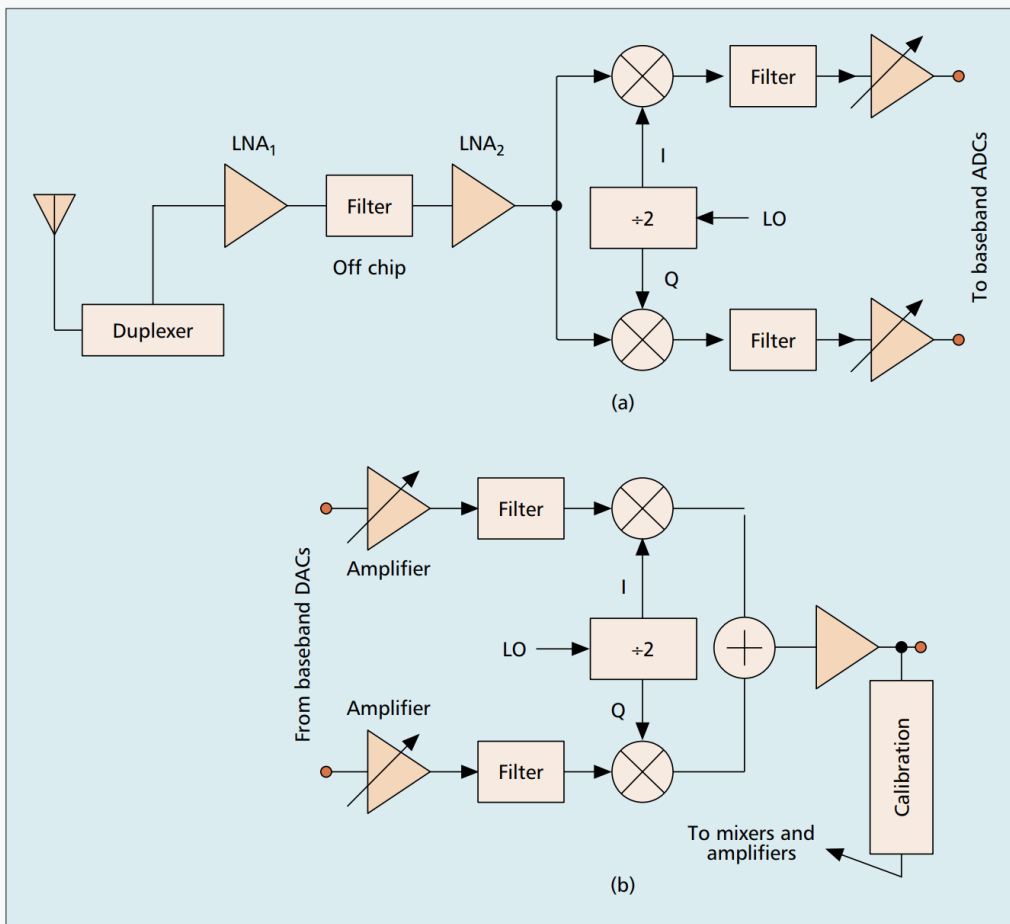 LNA1
LNA2
Filter
Off chip
Duplexer
Filter
I
÷2
LO
Q
Filter
To baseband ADCs
(a)
From baseband DACs
Amplifier
Filter
I
LO
÷2
Q
Amplifier
Filter
Calibration
To mixers and
amplifiers
(b)